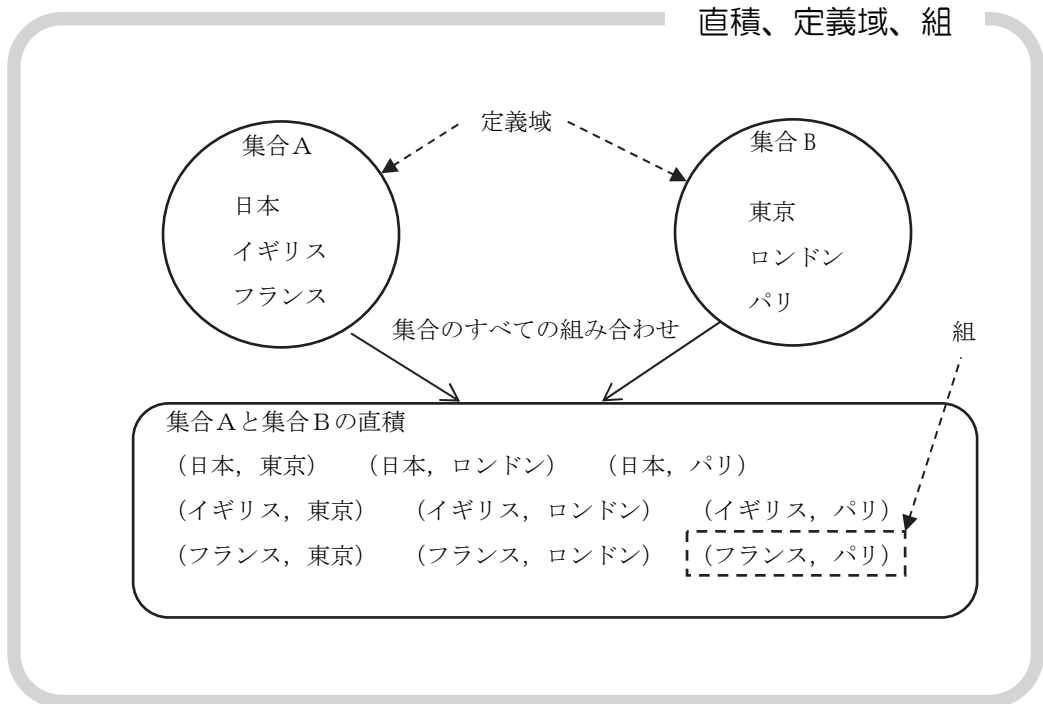 直積、定義域、組
定義域
集合A
日本
イギリス
フランス
集合B
東京
ロンドン
パリ
集合のすべての組み合わせ
組
集合Aと集合Bの直積
(日本, 東京) (日本, ロンドン) (日本, パリ)
(イギリス, 東京) (イギリス, ロンドン) (イギリス, パリ)
(フランス, 東京) (フランス, ロンドン) (フランス, パリ)